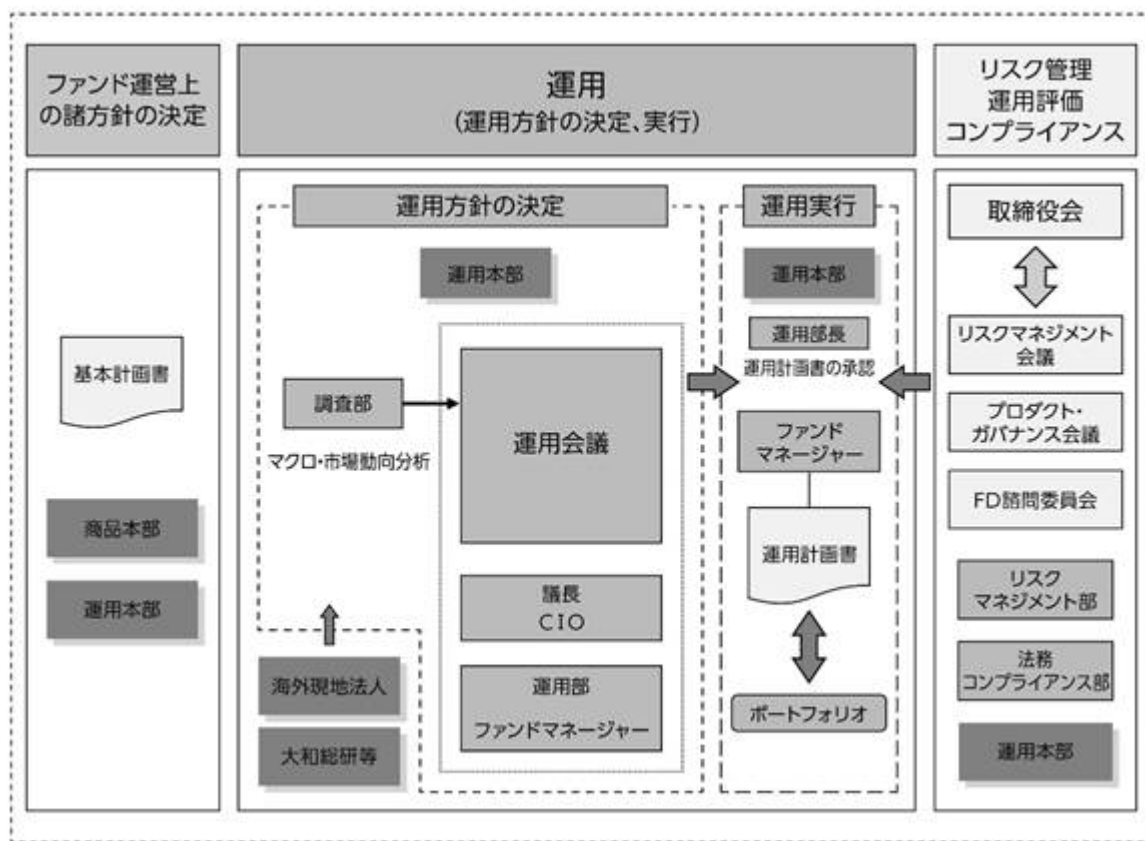 ファンド運営上
の諸方針の決定
運用
(運用方針の決定、実行)
リスク管理
運用評価
コンプライアンス
基本計画書
商品本部
運用本部
運用方針の決定
運用本部
調査部
マクロ・市場動向分析
運用会議
議長
CIO
運用部
ファンドマネージャー
海外現地法人
大和総研等
運用実行
運用本部
運用部長
運用計画書の承認
ファンド
マネージャー
運用計画書
ポートフォリオ
取締役会
リスクマネジメント
会議
プロダクト・
ガバナンス会議
FD諮問委員会
リスク
マネジメント部
法務
コンプライアンス部
運用本部